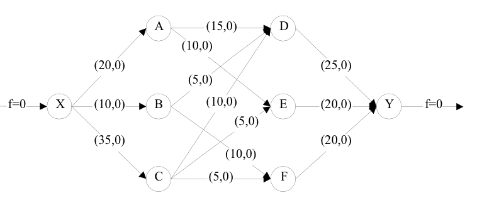 A (15,0) D
(10,0)
(20,0) (5,0) (25,0)
f=0 X (10,0) B (10,0) E (20,0) Y f=0
(5,0)
(35,0) (10,0) (20,0)
C (5,0) F